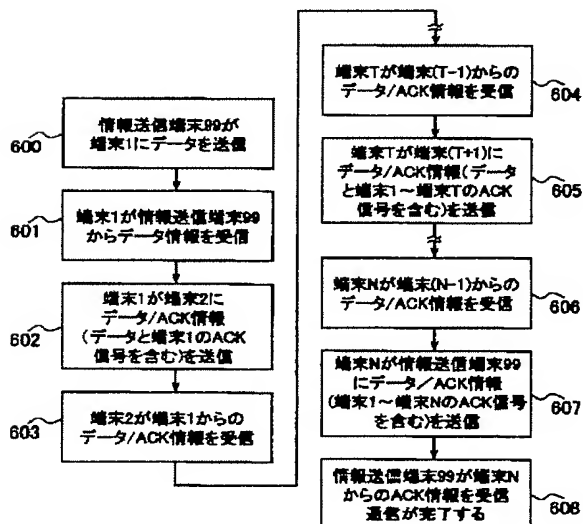 600
情報送信端末99が
端末1にデータを送信
601
端末1が情報送信端末99
からデータ情報を受信
602
端末1が端末2に
データ/ACK情報
(データと端末1のACK
信号を含む)を送信
603
端末2が端末1からの
データ/ACK情報を受信
端末Tが端末(T-1)からの
データ/ACK情報を受信
604
端末Tが端末(T+1)に
データ/ACK情報(データ
と端末1~端末TのACK
信号を含む)を送信
605
端末Nが端末(N-1)からの
データ/ACK情報を受信
606
端末Nが情報送信端末99
にデータ/ACK情報
(端末1~端末NのACK信号
を含む)を送信
607
情報送信端末99が端末N
からのACK情報を受信
通信が完了する
608